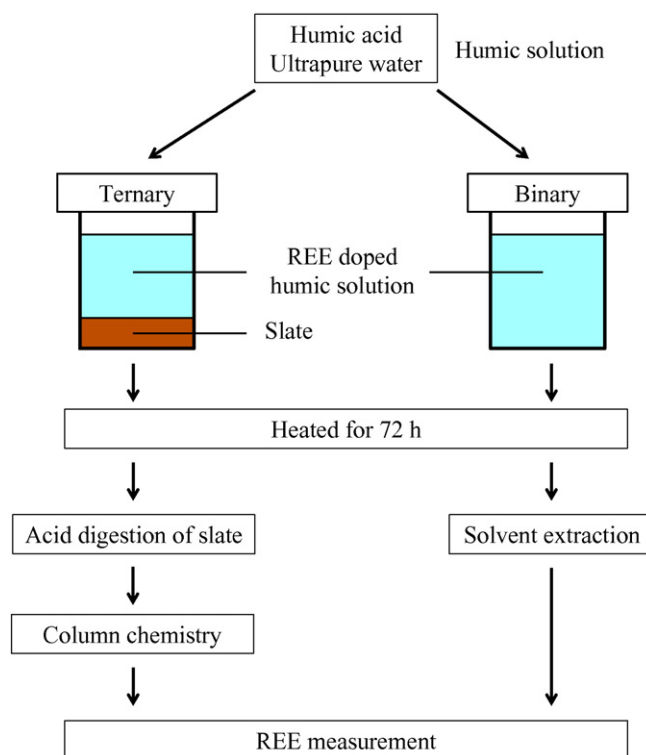 Humic acid
Ultrapure water
Humic solution
Ternary
Binary
REE doped
humic solution
Slate
Heated for 72 h
Acid digestion of slate
Solvent extraction
Column chemistry
REE measurement